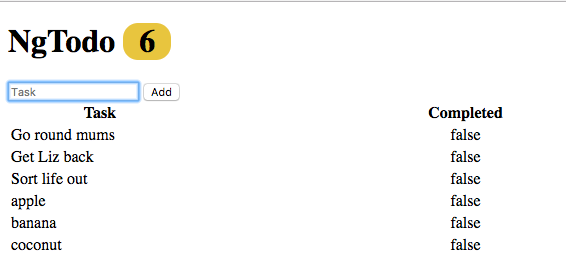 NgTodo 6
Task Add
Task Completed
Go round mums false
Get Liz back false
Sort life out false
apple false
banana false
coconut false